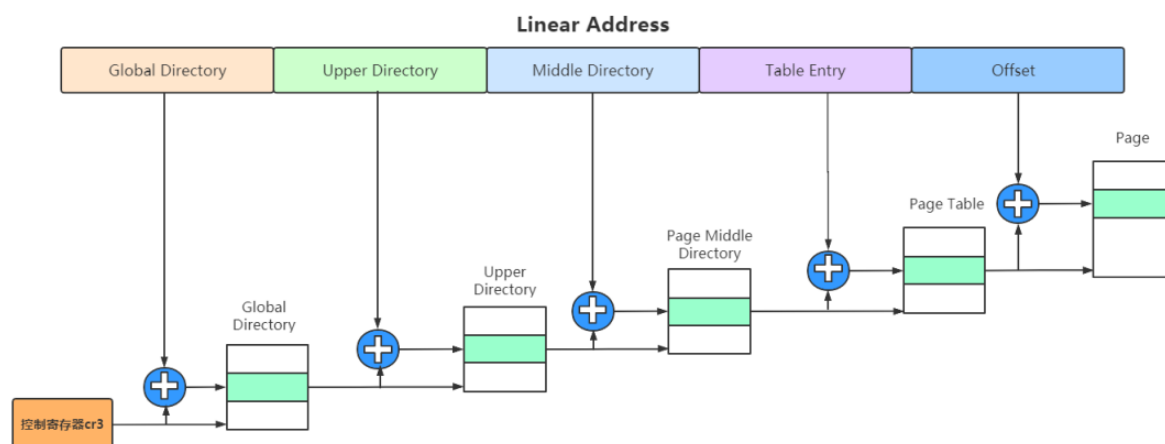 Linear Address
Global Directory
Upper Directory
Middle Directory
Table Entry
Offset
Page
Page Table
Page Middle
Directory
Upper
Directory
Global
Directory
控制寄存器cr3